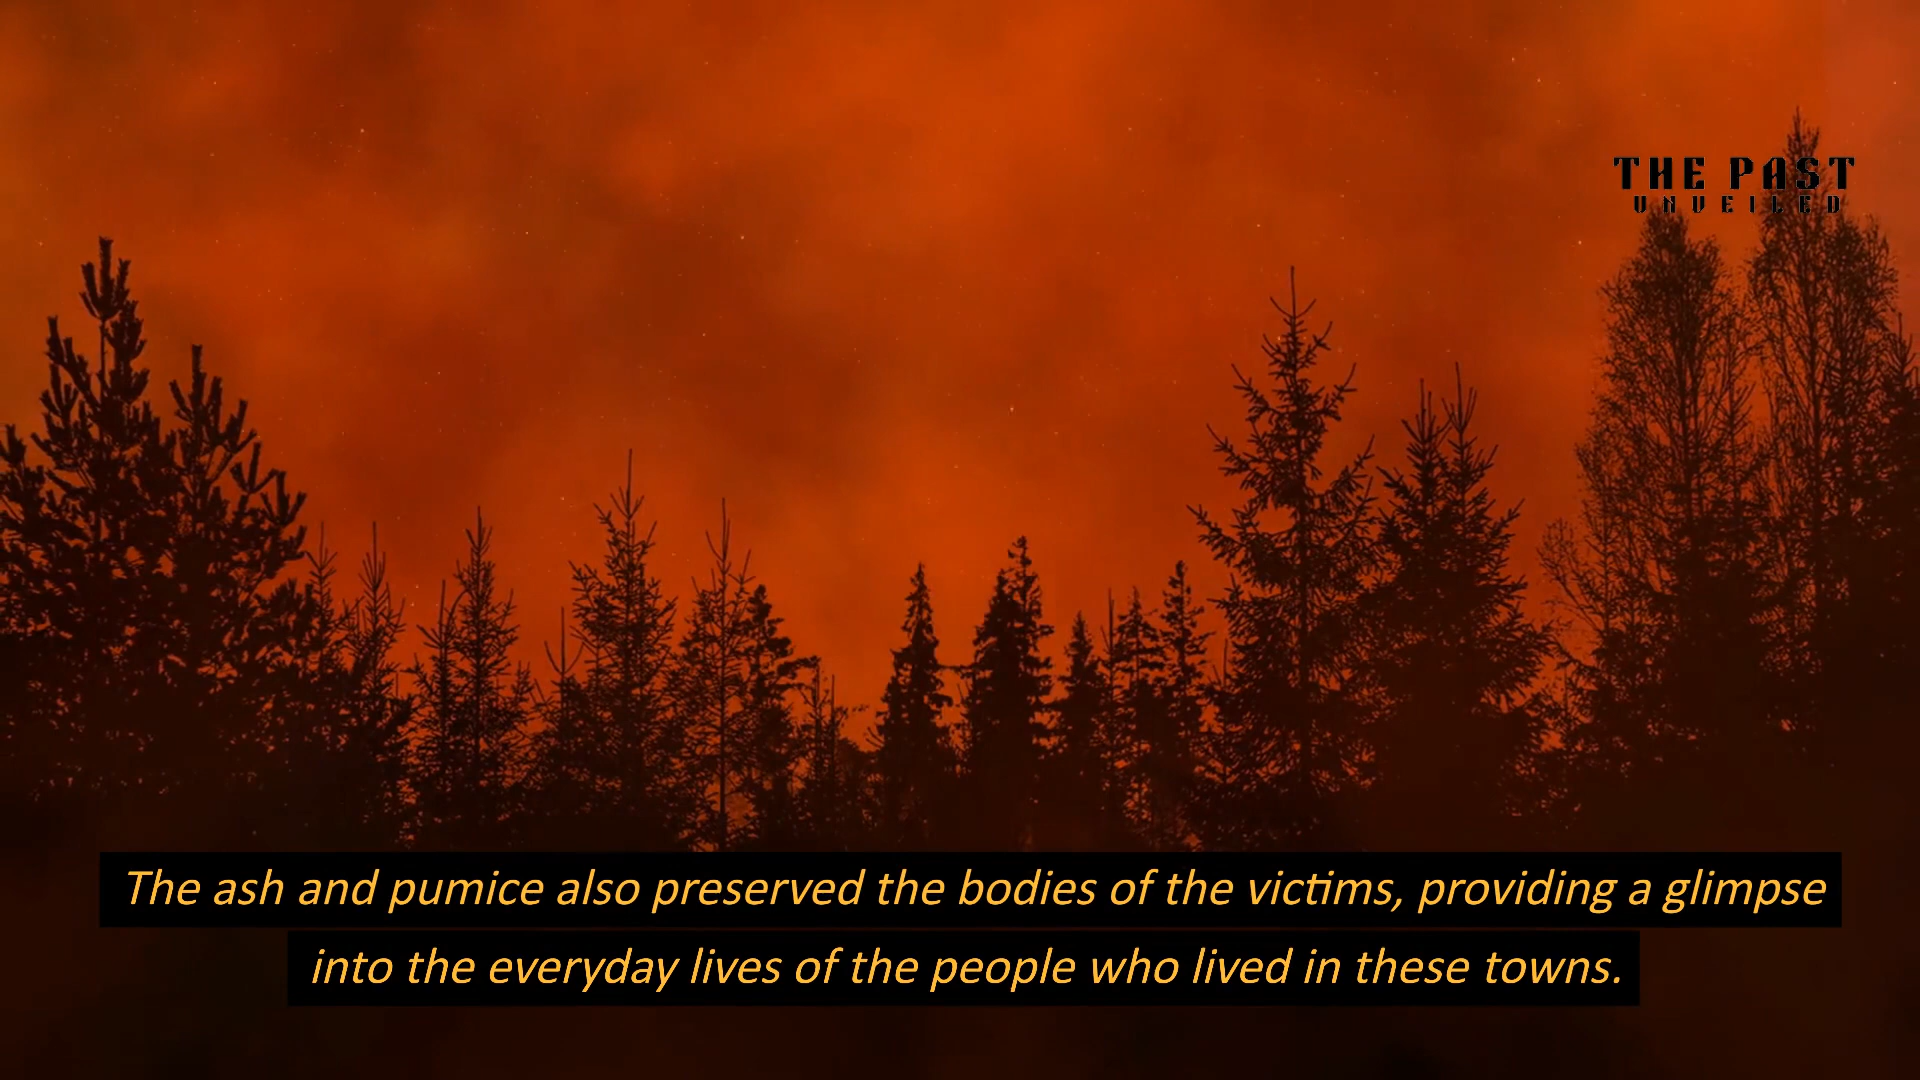 THE PAST
UNVEILED
The ash and pumice also preserved the bodies of the victims, providing a glimpse
into the everyday lives of the people who lived in these towns.